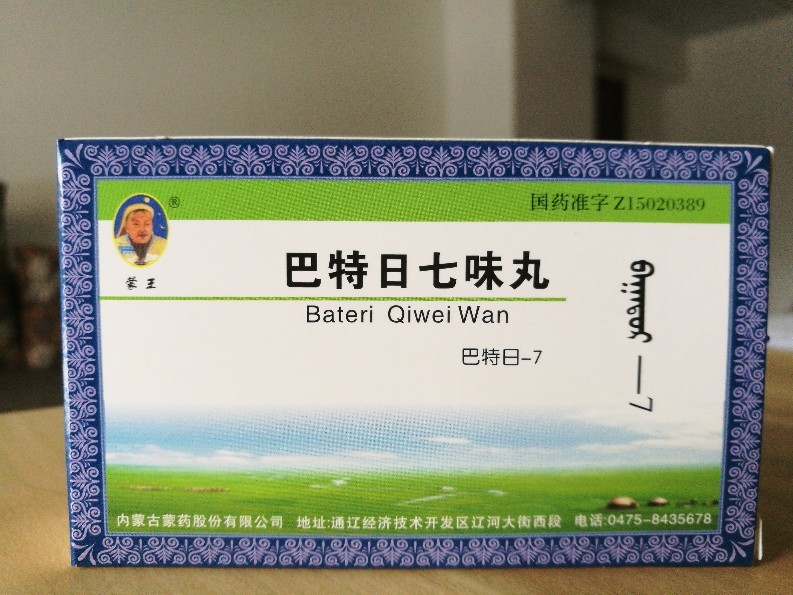 国药准字Z15020389
®
蒙王
巴特日七味丸
Bateri Qiwei Wan
巴特日-7
内蒙古蒙药股份有限公司 地址:通辽经济技术开发区辽河大街西段 电话:0475-8435678